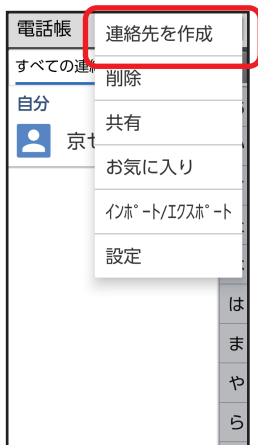 電話帳
連絡先を作成
すべての連
削除
自分
共有
京セ
お気に入り
インポート/エクスポート
設定
は
ま
や
ら